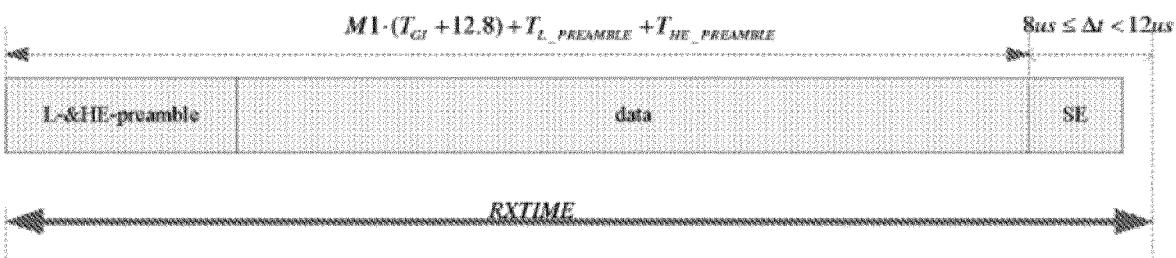 M1·(T_GI +12.8)+T_L_PREAMBLE +T_HE_PREAMBLE 8us ≤ Δt < 12us
L-&HE-preamble data SE
RXTIME